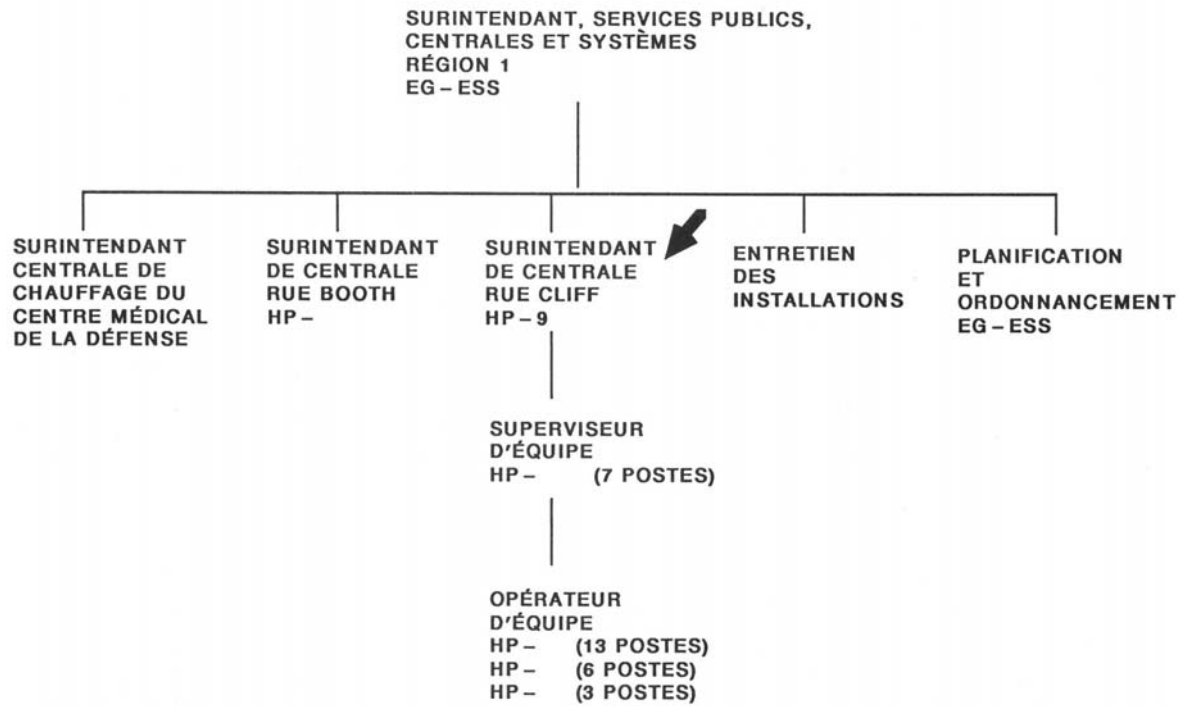 SURINTENDANT, SERVICES PUBLICS,
CENTRALES ET SYSTÈMES
RÉGION 1
EG – ESS
SURINTENDANT
CENTRALE DE
CHAUFFAGE DU
CENTRE MÉDICAL
DE LA DÉFENSE
SURINTENDANT
DE CENTRALE
RUE BOOTH
HP –
SURINTENDANT
DE CENTRALE
RUE CLIFF
HP – 9
ENTRETIEN
DES
INSTALLATIONS
PLANIFICATION
ET
ORDONNANCEMENT
EG – ESS
SUPERVISEUR
D'ÉQUIPE
HP – (7 POSTES)
OPÉRATEUR
D'ÉQUIPE
HP – (13 POSTES)
HP – (6 POSTES)
HP – (3 POSTES)